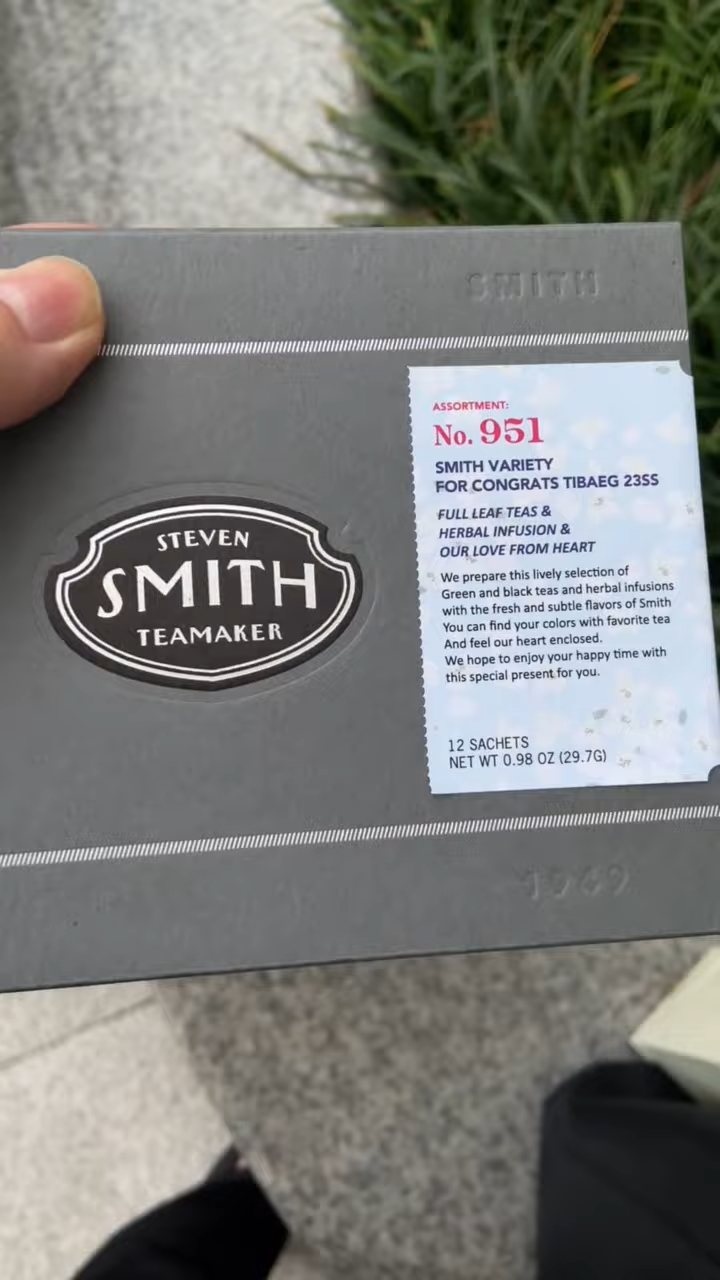 SMITH
ASSORTMENT:
No. 951
SMITH VARIETY
FOR CONGRATS TIBAEG 23SS
FULL LEAF TEAS &
HERBAL INFUSION &
OUR LOVE FROM HEART
We prepare this lively selection of
Green and black teas and herbal infusions
with the fresh and subtle flavors of Smith
You can find your colors with favorite tea
And feel our heart enclosed.
We hope to enjoy your happy time with
this special present for you.
12 SACHETS
NET WT 0.98 OZ (29.7G)
STEVEN
SMITH
TEAMAKER
1949